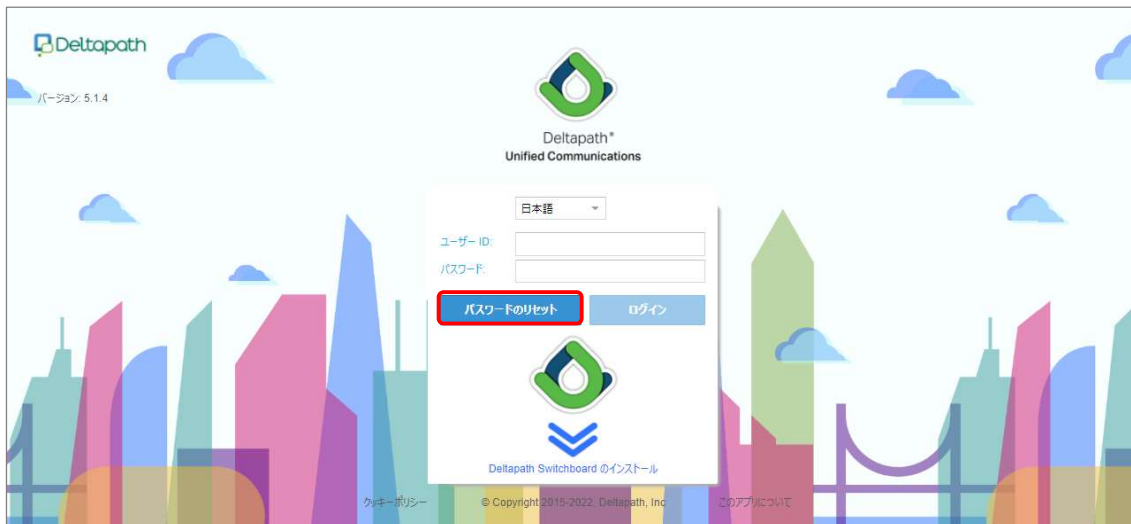 Deltapath
バージョン: 5.1.4
Deltapath®
Unified Communications
日本語
ユーザー ID:
パスワード:
パスワードのリセット
ログイン
Deltapath Switchboard のインストール
クッキーポリシー
© Copyright 2015-2022, Deltapath, Inc
このアプリについて